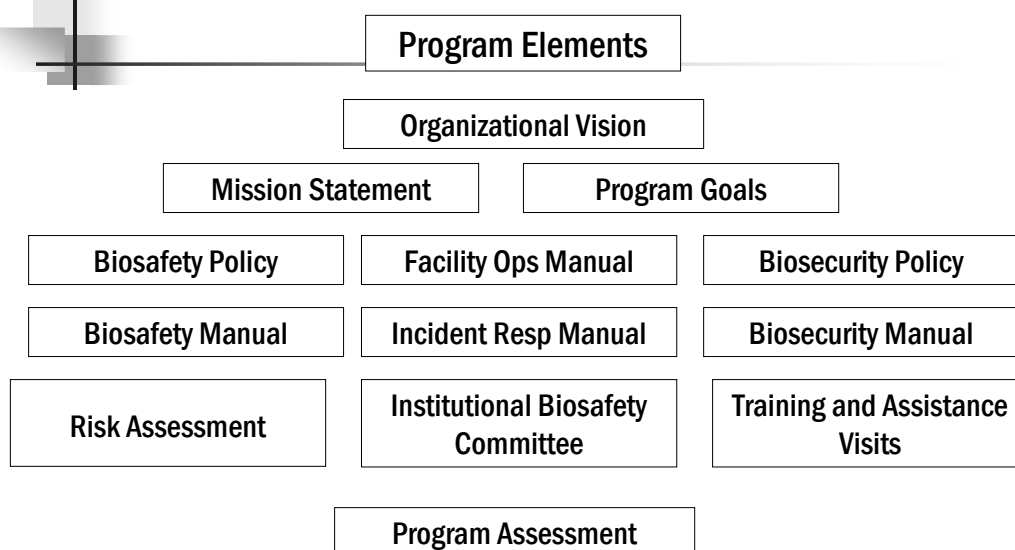 Program Elements
Organizational Vision
Mission Statement
Program Goals
Biosafety Policy
Facility Ops Manual
Biosecurity Policy
Biosafety Manual
Incident Resp Manual
Biosecurity Manual
Risk Assessment
Institutional Biosafety
Committee
Training and Assistance
Visits
Program Assessment